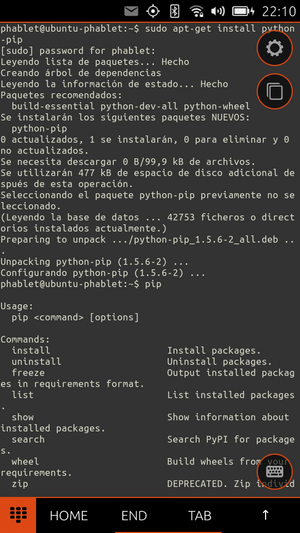 22:10
phablet@ubuntu-phablet:~$ sudo apt-get install python
-pip
[sudo] password for phablet:
Leyendo lista de paquetes... Hecho
Creando árbol de dependencias
Leyendo la información de estado... Hecho
Paquetes recomendados:
build-essential python-dev-all python-wheel
Se instalarán los siguientes paquetes NUEVOS:
python-pip
0 actualizados, 1 se instalarán, 0 para eliminar y 0
no actualizados.
Se necesita descargar 0 B/99,9 kB de archivos.
Se utilizarán 477 kB de espacio de disco adicional de
spués de esta operación.
Seleccionando el paquete python-pip previamente no se
leccionado.
(Leyendo la base de datos ... 42753 ficheros o direct
orios instalados actualmente.)
Preparing to unpack .../python-pip_1.5.6-2_all.deb ..
.
Unpacking python-pip (1.5.6-2) ...
Configurando python-pip (1.5.6-2) ...
phablet@ubuntu-phablet:~$ pip
Usage:
pip <command> [options]
Commands:
install Install packages.
uninstall Uninstall packages.
freeze Output installed packag
es in requirements format.
list List installed packages
.
show Show information about
installed packages.
search Search PyPI for package
s.
wheel Build wheels from your
requirements.
zip DEPRECATED. Zip individ
HOME END TAB ↑